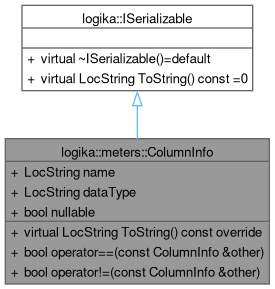 logika::ISerializable
+ virtual ~ISerializable()=default
+ virtual LocString ToString() const =0
logika::meters::ColumnInfo
+ LocString name
+ LocString dataType
+ bool nullable
+ virtual LocString ToString() const override
+ bool operator==(const ColumnInfo &other)
+ bool operator!=(const ColumnInfo &other)